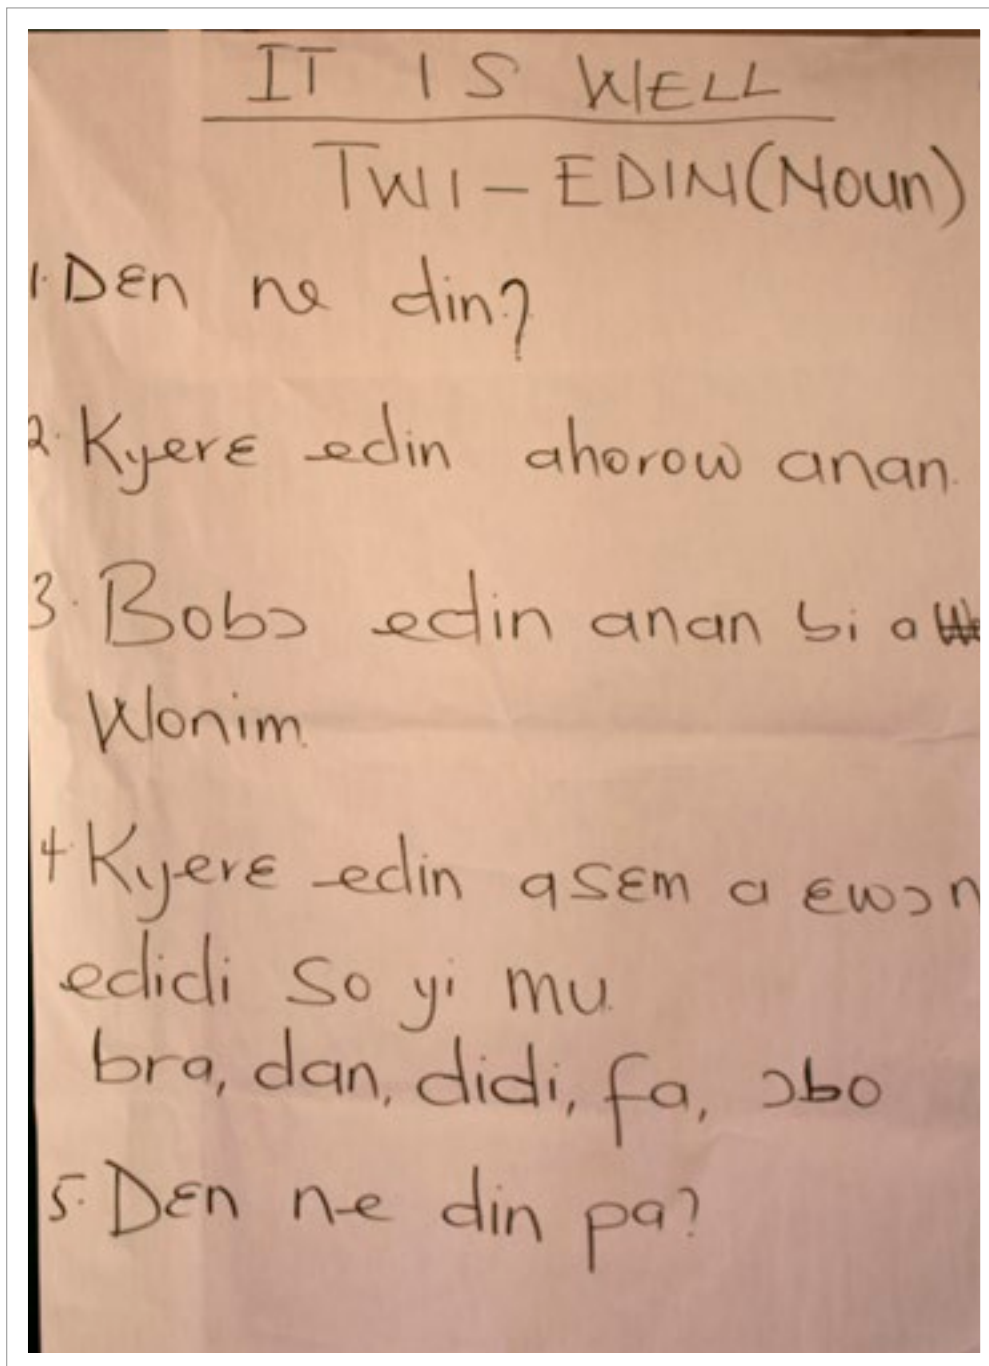 IT IS WELL
TWI - EDIN (Noun)
1. Dɛn ne din?
2. Kyerɛ edin ahorow anan.
3. Bobɔ edin anan bi a
Wonim.
4. Kyerɛ edin asɛm a ɛwɔ n
edidi so yi mu.
bra, dan, didi, fa, ɔbo
5. Dɛn ne din pa?